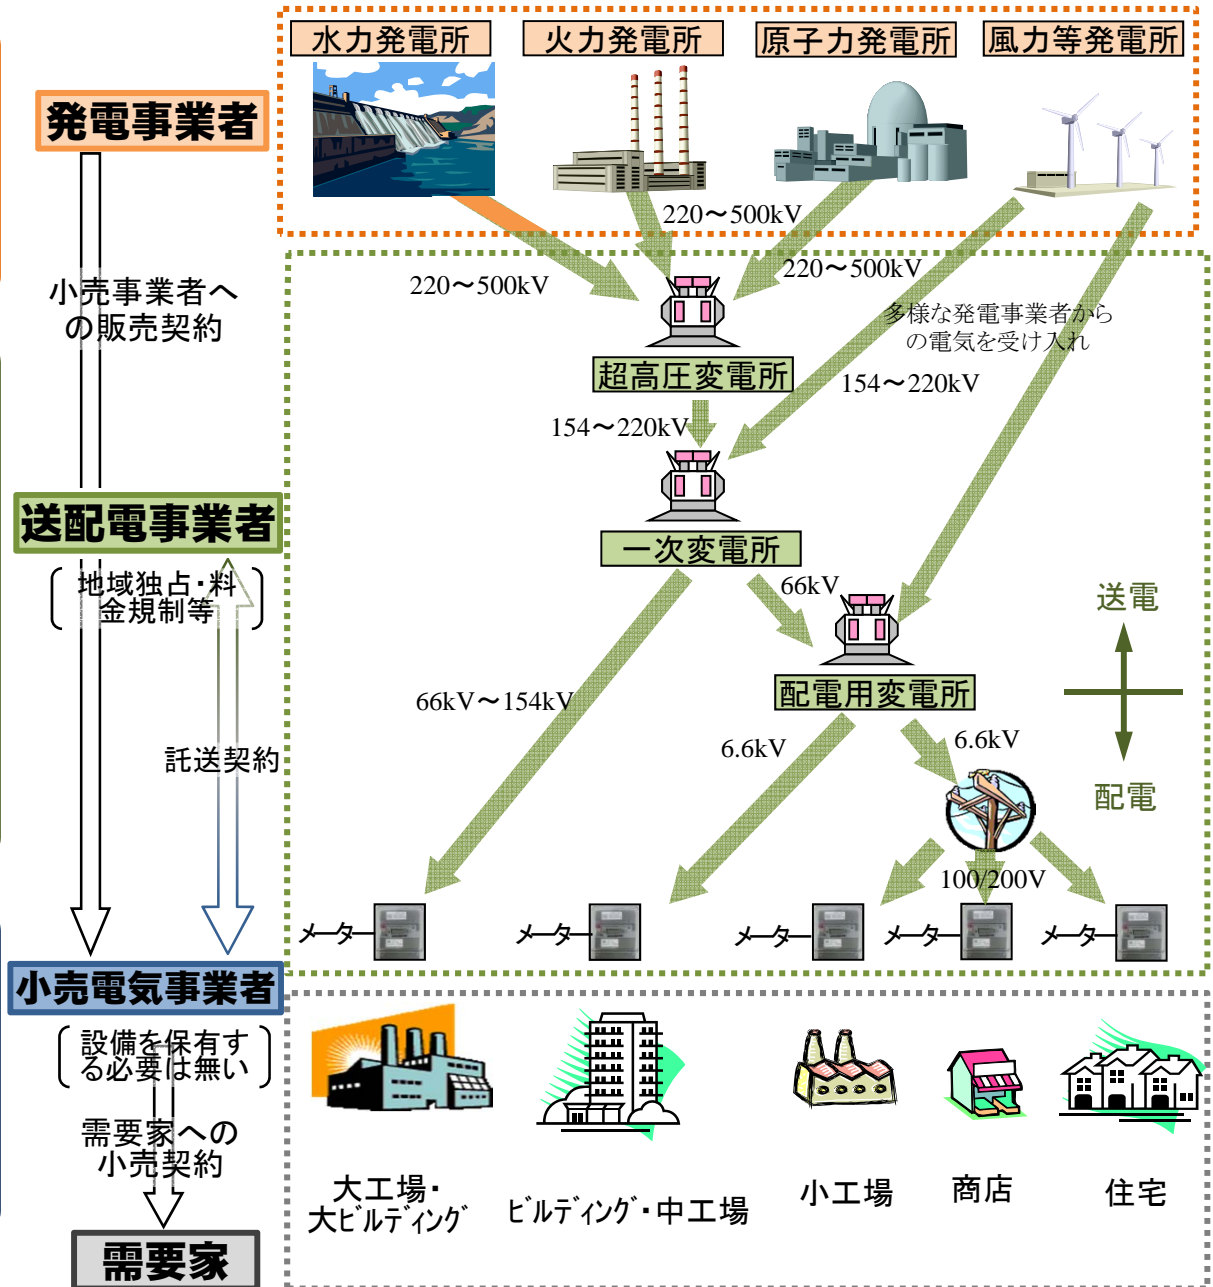 水力発電所
火力発電所
原子力発電所
風力等発電所
発電事業者
220～500kV
220～500kV
220～500kV
小売事業者へ
の販売契約
多様な発電事業者から
の電気を受け入れ
超高圧変電所
154～220kV
154～220kV
送配電事業者
地域独占・料
金規制等
一次変電所
66kV
送電
配電用変電所
66kV～154kV
6.6kV
6.6kV
託送契約
配電
100/200V
メーター
メーター
メーター
メーター
メーター
小売電気事業者
設備を保有す
る必要は無い
需要家への
小売契約
大工場・
大ビルディング
ビルディング・中工場
小工場
商店
住宅
需要家